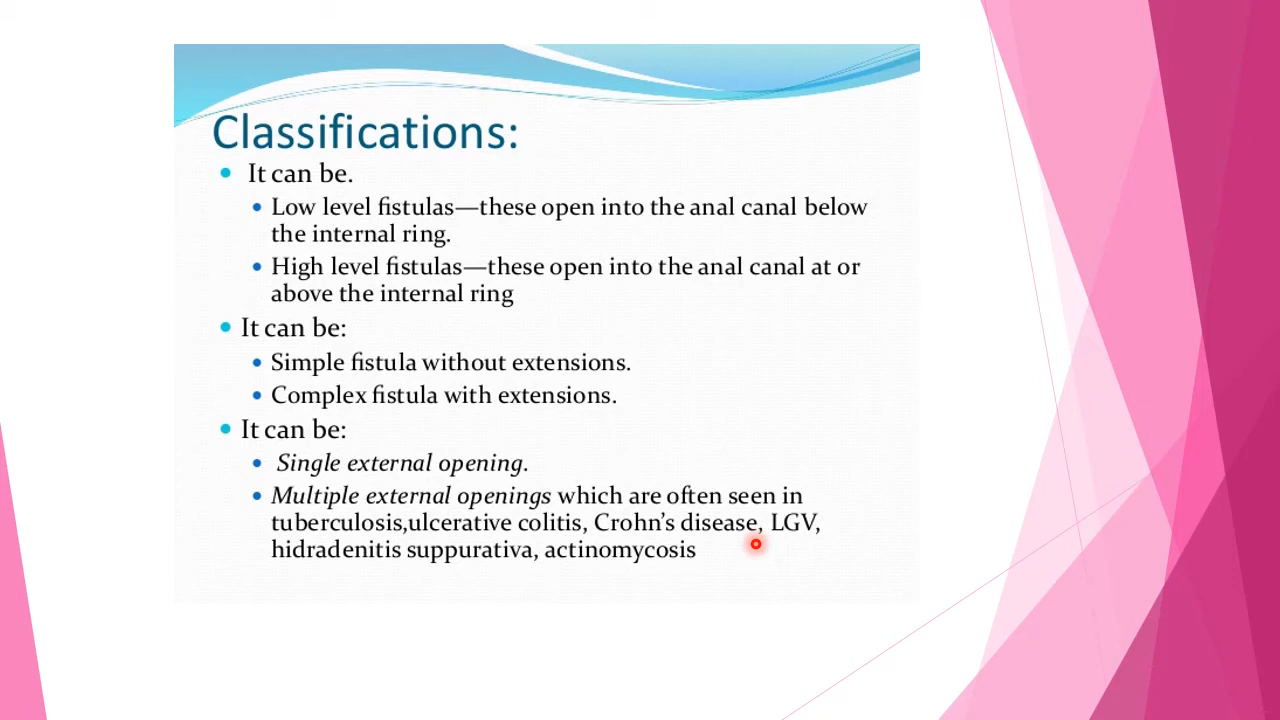 Classifications:
It can be.
Low level fistulas—these open into the anal canal below
the internal ring.
High level fistulas—these open into the anal canal at or
above the internal ring
It can be:
Simple fistula without extensions.
Complex fistula with extensions.
It can be:
Single external opening.
Multiple external openings which are often seen in
tuberculosis,ulcerative colitis, Crohn’s disease, LGV,
hidradenitis suppurativa, actinomycosis